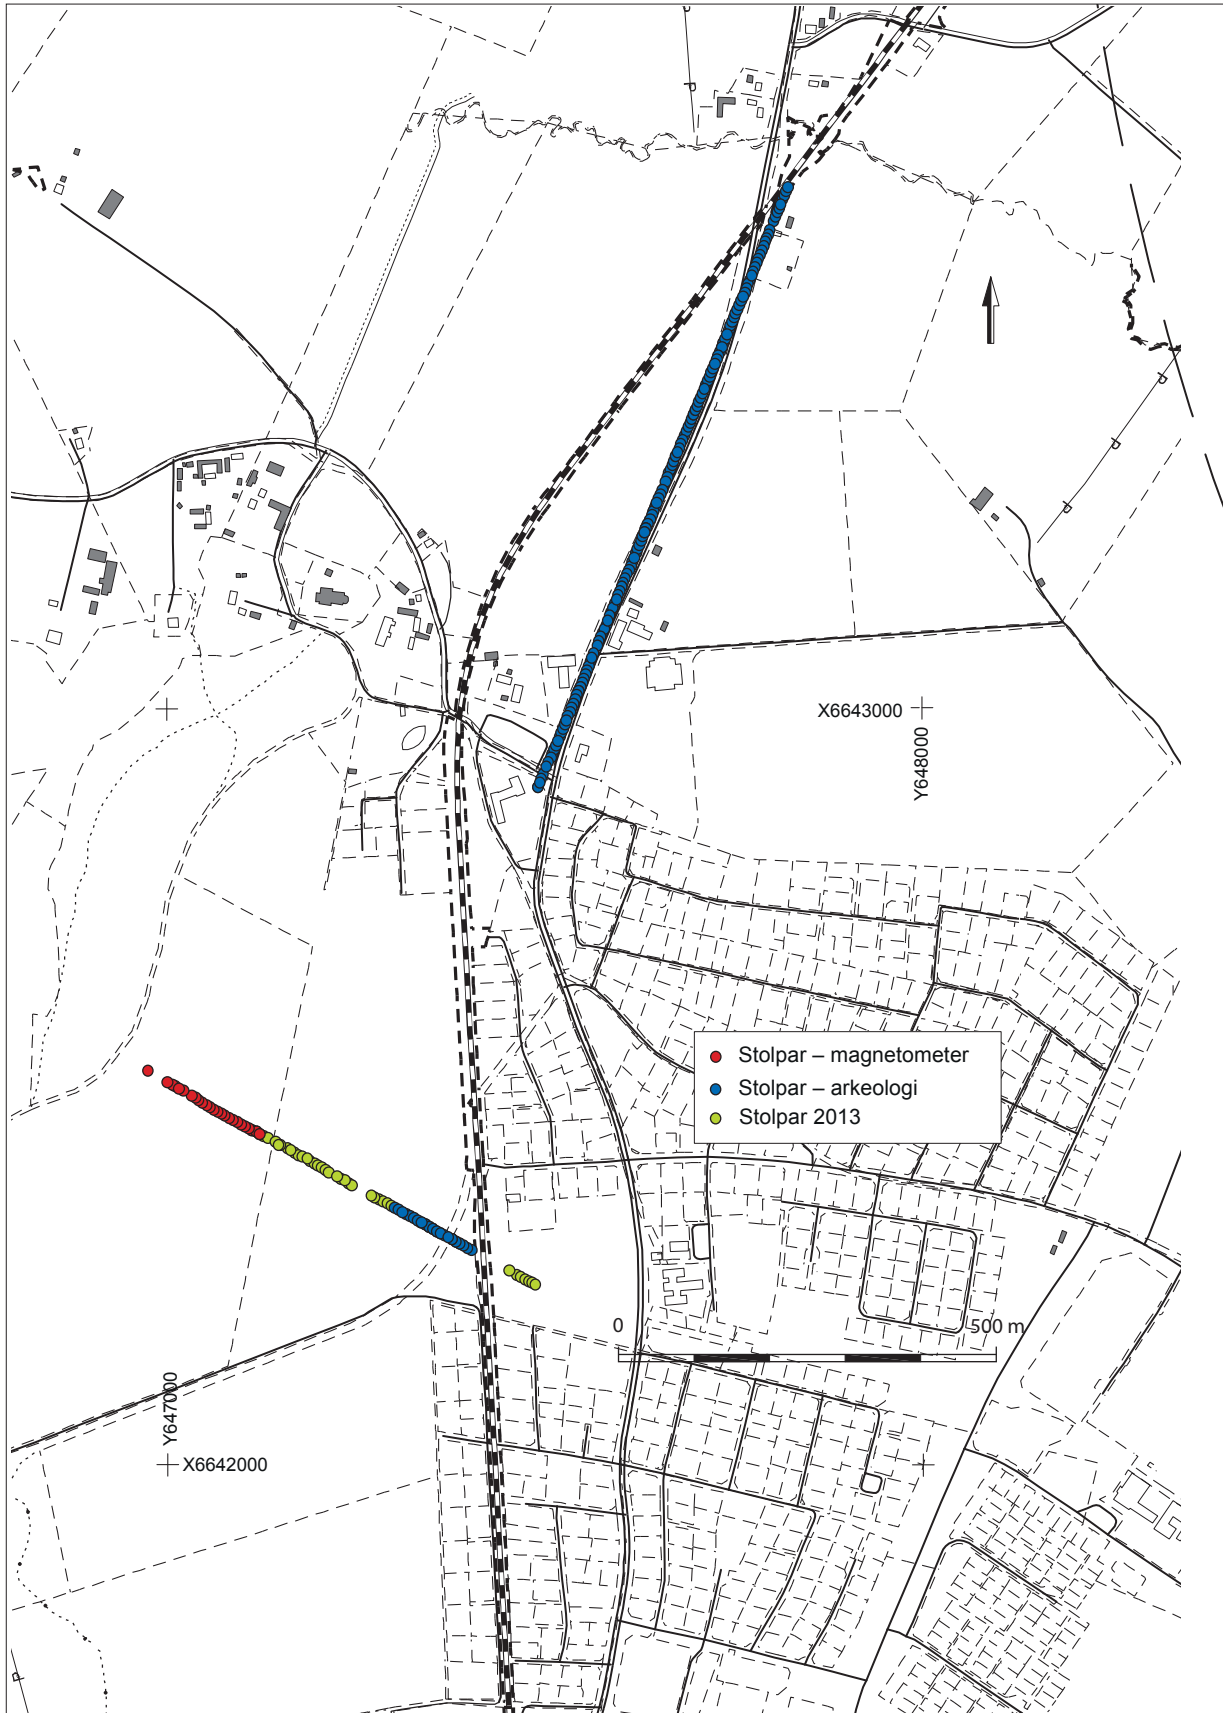 P
P
P
X6643000
Y648000
Stolpar – magnetometer
Stolpar – arkeologi
Stolpar 2013
0 500 m
Y647000
X6642000
P